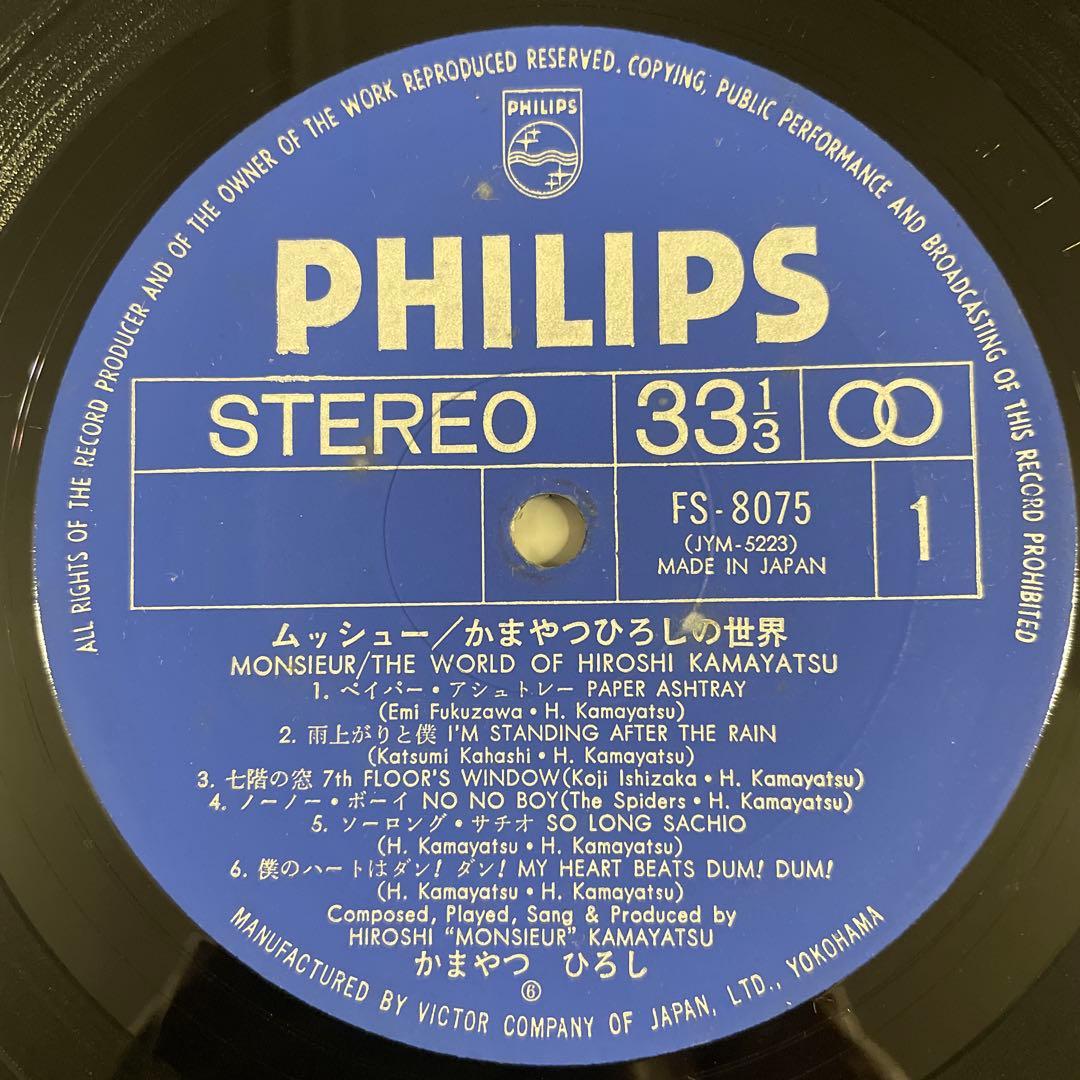 ALL RIGHTS OF THE RECORD PRODUCER AND OF THE OWNER OF THE WORK REPRODUCED RESERVED. COPYING, PUBLIC PERFORMANCE AND BROADCASTING OF THIS RECORD PROHIBITED
PHILIPS
PHILIPS
STEREO 33 1/3
FS-8075 1
(JYM-5223)
MADE IN JAPAN
ムッシュー/かまやつひろしの世界
MONSIEUR/THE WORLD OF HIROSHI KAMAYATSU
1. ペイパー・アシュトレー PAPER ASHTRAY
(Emi Fukuzawa・H. Kamayatsu)
2. 雨上がりと僕 I'M STANDING AFTER THE RAIN
(Katsumi Kahashi・H. Kamayatsu)
3. 七階の窓 7th FLOOR'S WINDOW(Koji Ishizaka・H. Kamayatsu)
4. ノーノー・ボーイ NO NO BOY(The Spiders・H. Kamayatsu)
5. ソーロング・サチオ SO LONG SACHIO
(H. Kamayatsu・H. Kamayatsu)
6. 僕のハートはダン! ダン! MY HEART BEATS DUM! DUM!
(H. Kamayatsu・H. Kamayatsu)
Composed, Played, Sang & Produced by
HIROSHI "MONSIEUR" KAMAYATSU
かまやつ ひろし
⑥
MANUFACTURED BY VICTOR COMPANY OF JAPAN, LTD., YOKOHAMA